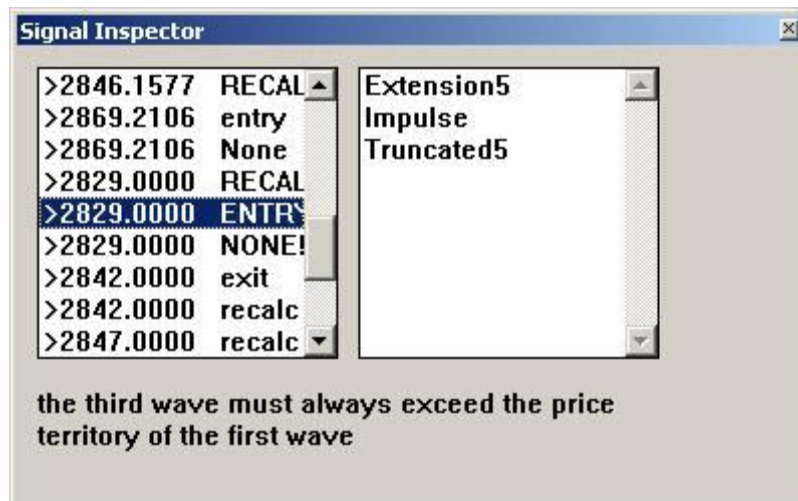 Signal Inspector
>2846.1577 RECAL
>2869.2106 entry
>2869.2106 None
>2829.0000 RECAL
>2829.0000 ENTRY
>2829.0000 NONE!
>2842.0000 exit
>2842.0000 recalc
>2847.0000 recalc
Extension5
Impulse
Truncated5
the third wave must always exceed the price
territory of the first wave